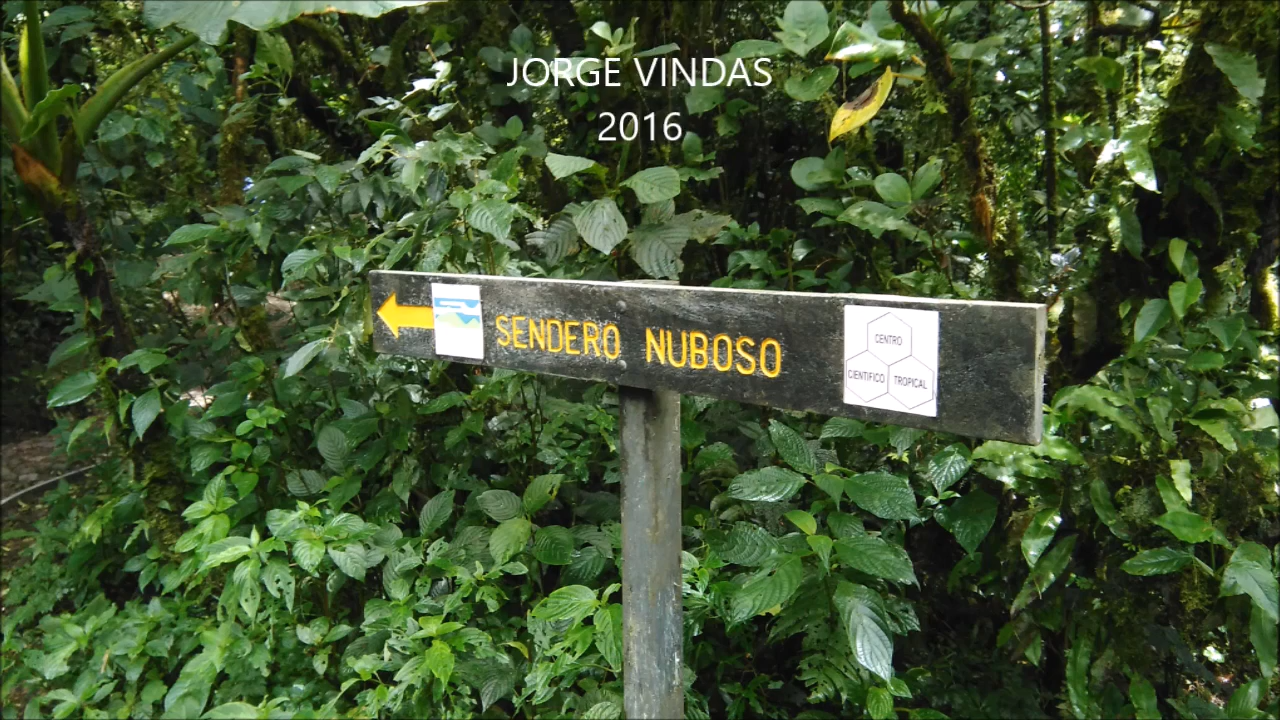 JORGE VINDAS
2016
SENDERO NUBOSO
CENTRO
CIENTIFICO TROPICAL